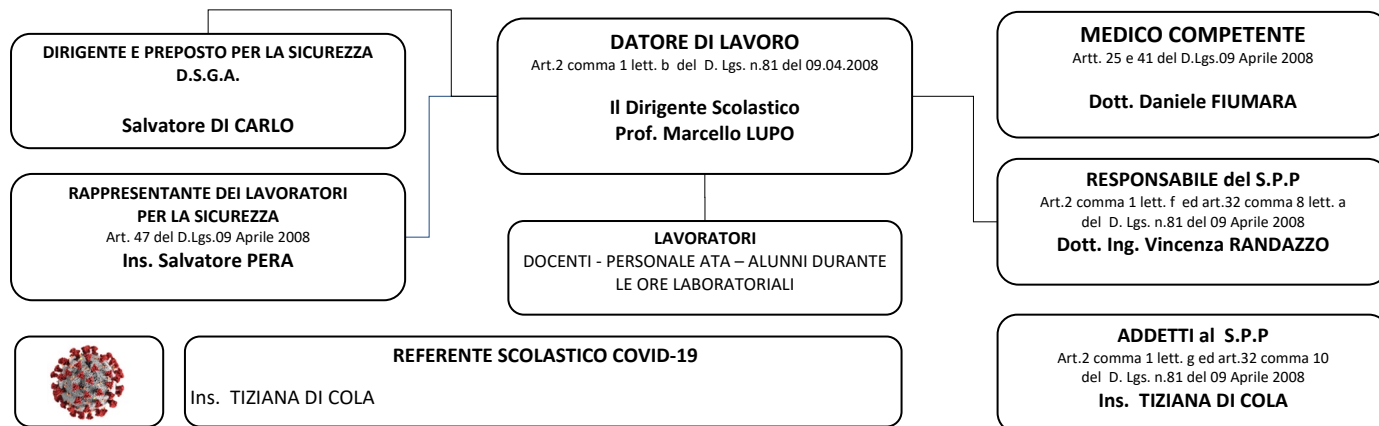 DIRIGENTE E PREPOSTO PER LA SICUREZZA
D.S.G.A.
Salvatore DI CARLO
DATORE DI LAVORO
Art.2 comma 1 lett. b del D. Lgs. n.81 del 09.04.2008
Il Dirigente Scolastico
Prof. Marcello LUPO
MEDICO COMPETENTE
Artt. 25 e 41 del D.Lgs.09 Aprile 2008
Dott. Daniele FIUMARA
RAPPRESENTANTE DEI LAVORATORI
PER LA SICUREZZA
Art. 47 del D.Lgs.09 Aprile 2008
Ins. Salvatore PERA
LAVORATORI
DOCENTI - PERSONALE ATA – ALUNNI DURANTE
LE ORE LABORATORIALI
RESPONSABILE del S.P.P
Art.2 comma 1 lett. f ed art.32 comma 8 lett. a
del D. Lgs. n.81 del 09 Aprile 2008
Dott. Ing. Vincenza RANDAZZO
REFERENTE SCOLASTICO COVID-19
Ins. TIZIANA DI COLA
ADDETTI al S.P.P
Art.2 comma 1 lett. g ed art.32 comma 10
del D. Lgs. n.81 del 09 Aprile 2008
Ins. TIZIANA DI COLA